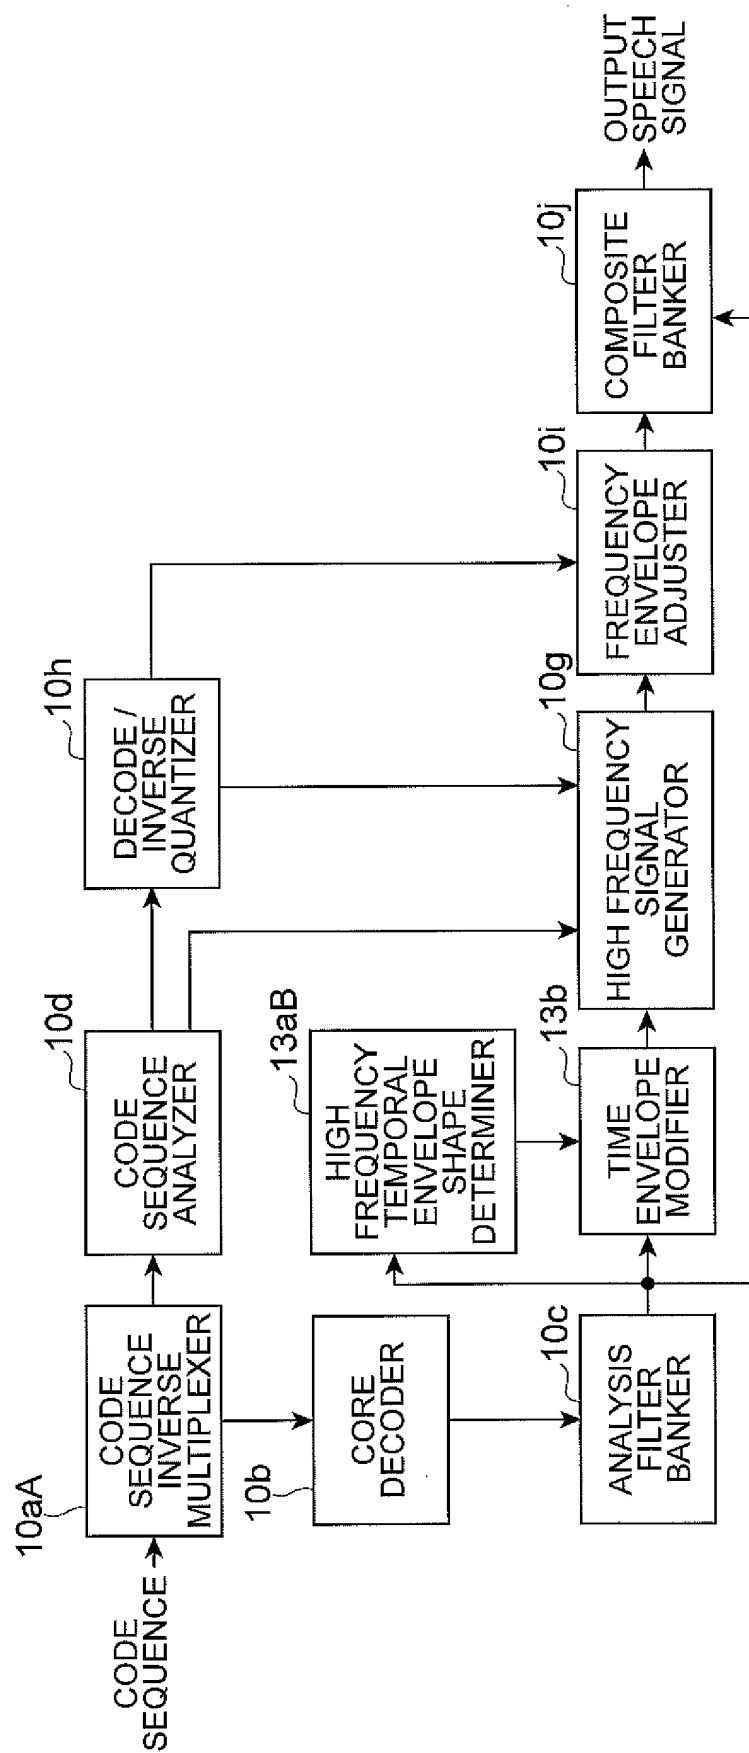 CODE
SEQUENCE
10aA
CODE
SEQUENCE
INVERSE
MULTIPLEXER
10d
CODE
SEQUENCE
ANALYZER
10h
DECODE /
INVERSE
QUANTIZER
10b
CORE
DECODER
13aB
HIGH
FREQUENCY
TEMPORAL
ENVELOPE
SHAPE
DETERMINER
10c
ANALYSIS
FILTER
BANKER
13b
TIME
ENVELOPE
MODIFIER
10g
HIGH FREQUENCY
SIGNAL
GENERATOR
10i
FREQUENCY
ENVELOPE
ADJUSTER
10j
COMPOSITE
FILTER
BANKER
OUTPUT
SPEECH
SIGNAL